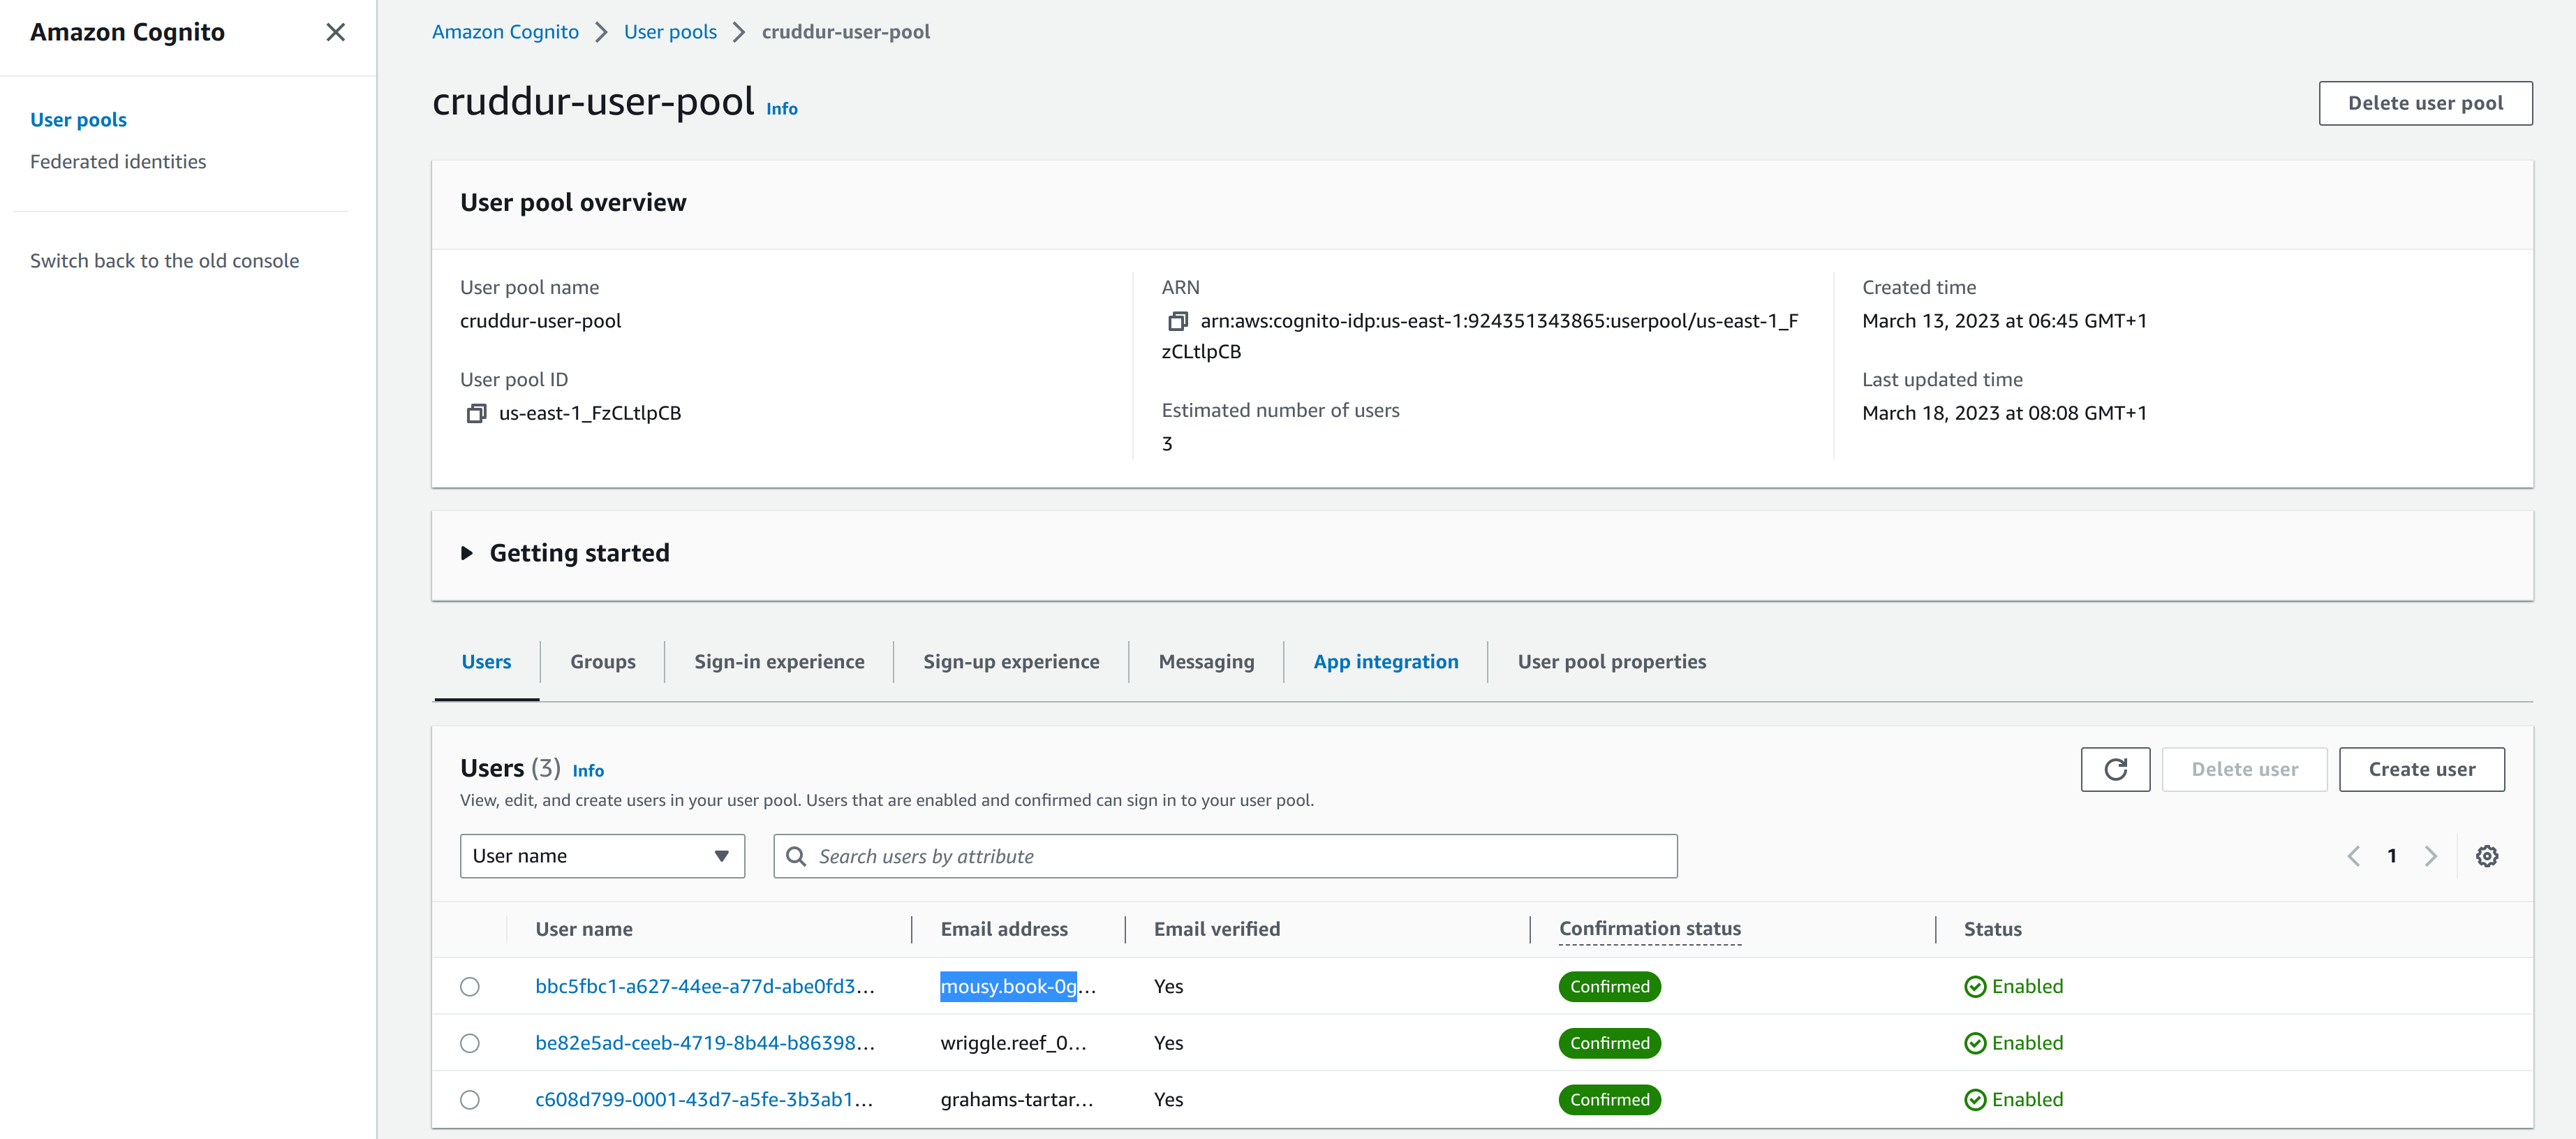 Amazon Cognito
User pools
Federated identities
Switch back to the old console
Amazon Cognito > User pools > cruddur-user-pool
cruddur-user-pool Info
Delete user pool
User pool overview
User pool name
cruddur-user-pool
User pool ID
us-east-1_FzCLtlpCB
ARN
arn:aws:cognito-idp:us-east-1:924351343865:userpool/us-east-1_F
zCLtlpCB
Estimated number of users
3
Created time
March 13, 2023 at 06:45 GMT+1
Last updated time
March 18, 2023 at 08:08 GMT+1
Getting started
Users Groups Sign-in experience Sign-up experience Messaging App integration User pool properties
Users (3) Info
Delete user Create user
View, edit, and create users in your user pool. Users that are enabled and confirmed can sign in to your user pool.
User name Search users by attribute 1
User name Email address Email verified Confirmation status Status
bbc5fbc1-a627-44ee-a77d-abe0fd3... mousy.book-0g... Yes Confirmed Enabled
be82e5ad-ceeb-4719-8b44-b86398... wriggle.reef_0... Yes Confirmed Enabled
c608d799-0001-43d7-a5fe-3b3ab1... grahams-tartar... Yes Confirmed Enabled